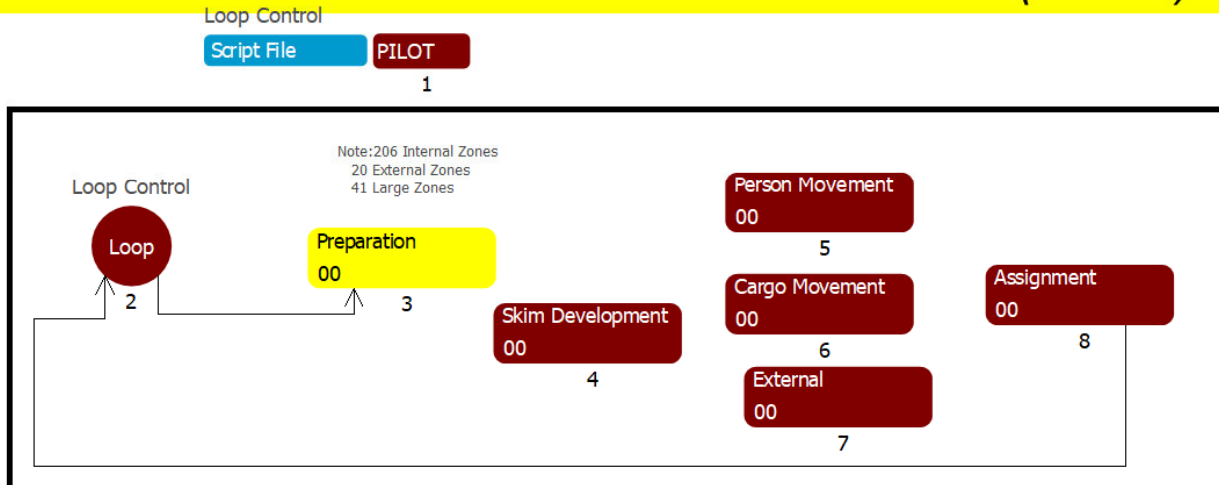 Loop Control
Script File
PILOT
1
Note:206 Internal Zones
20 External Zones
41 Large Zones
Loop Control
Loop
2
Preparation
00
3
Skim Development
00
4
Person Movement
00
5
Cargo Movement
00
6
External
00
7
Assignment
00
8